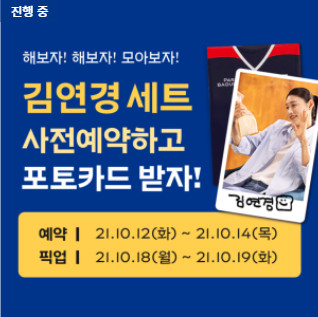 진행 중
해보자! 해보자! 모아보자!
김연경 세트
사전예약하고
포토카드 받자!
김연경
예약 | 21.10.12(화) ~ 21.10.14(목)
픽업 | 21.10.18(월) ~ 21.10.19(화)